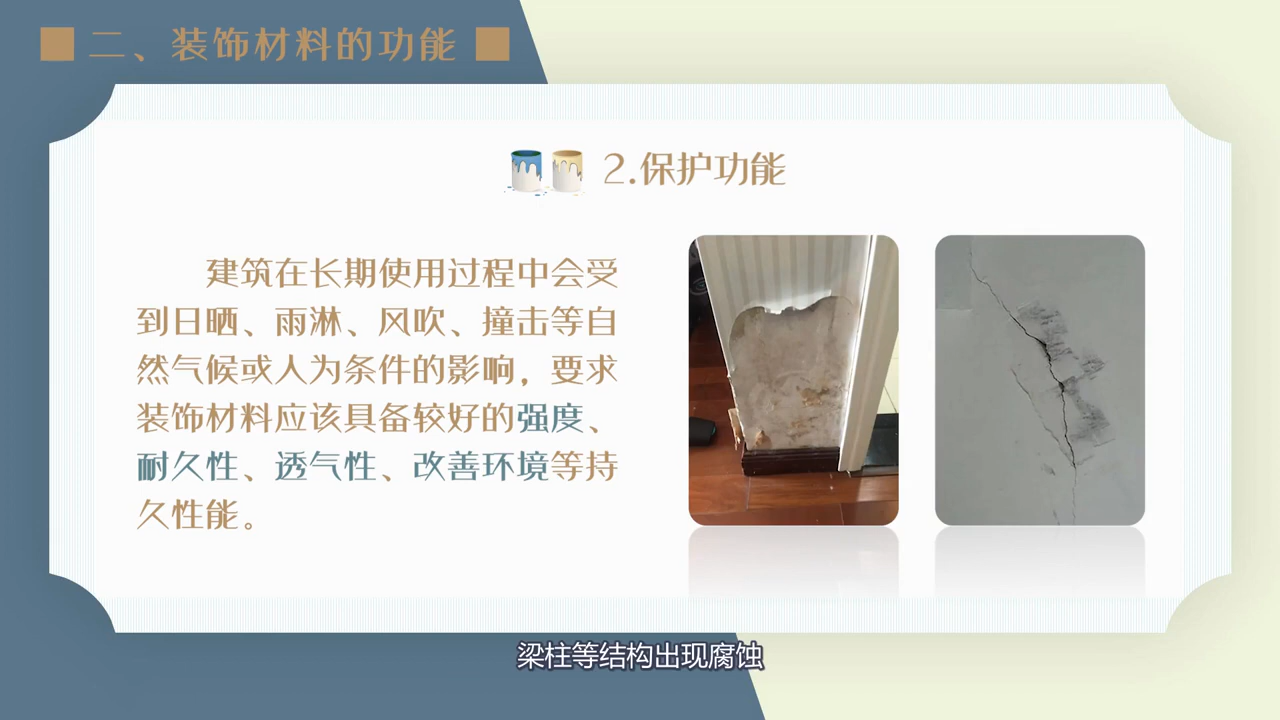 二、装饰材料的功能
2.保护功能
建筑在长期使用过程中会受
到日晒、雨淋、风吹、撞击等自
然气候或人为条件的影响，要求
装饰材料应该具备较好的强度、
耐久性、透气性、改善环境等持
久性能。
梁柱等结构出现腐蚀